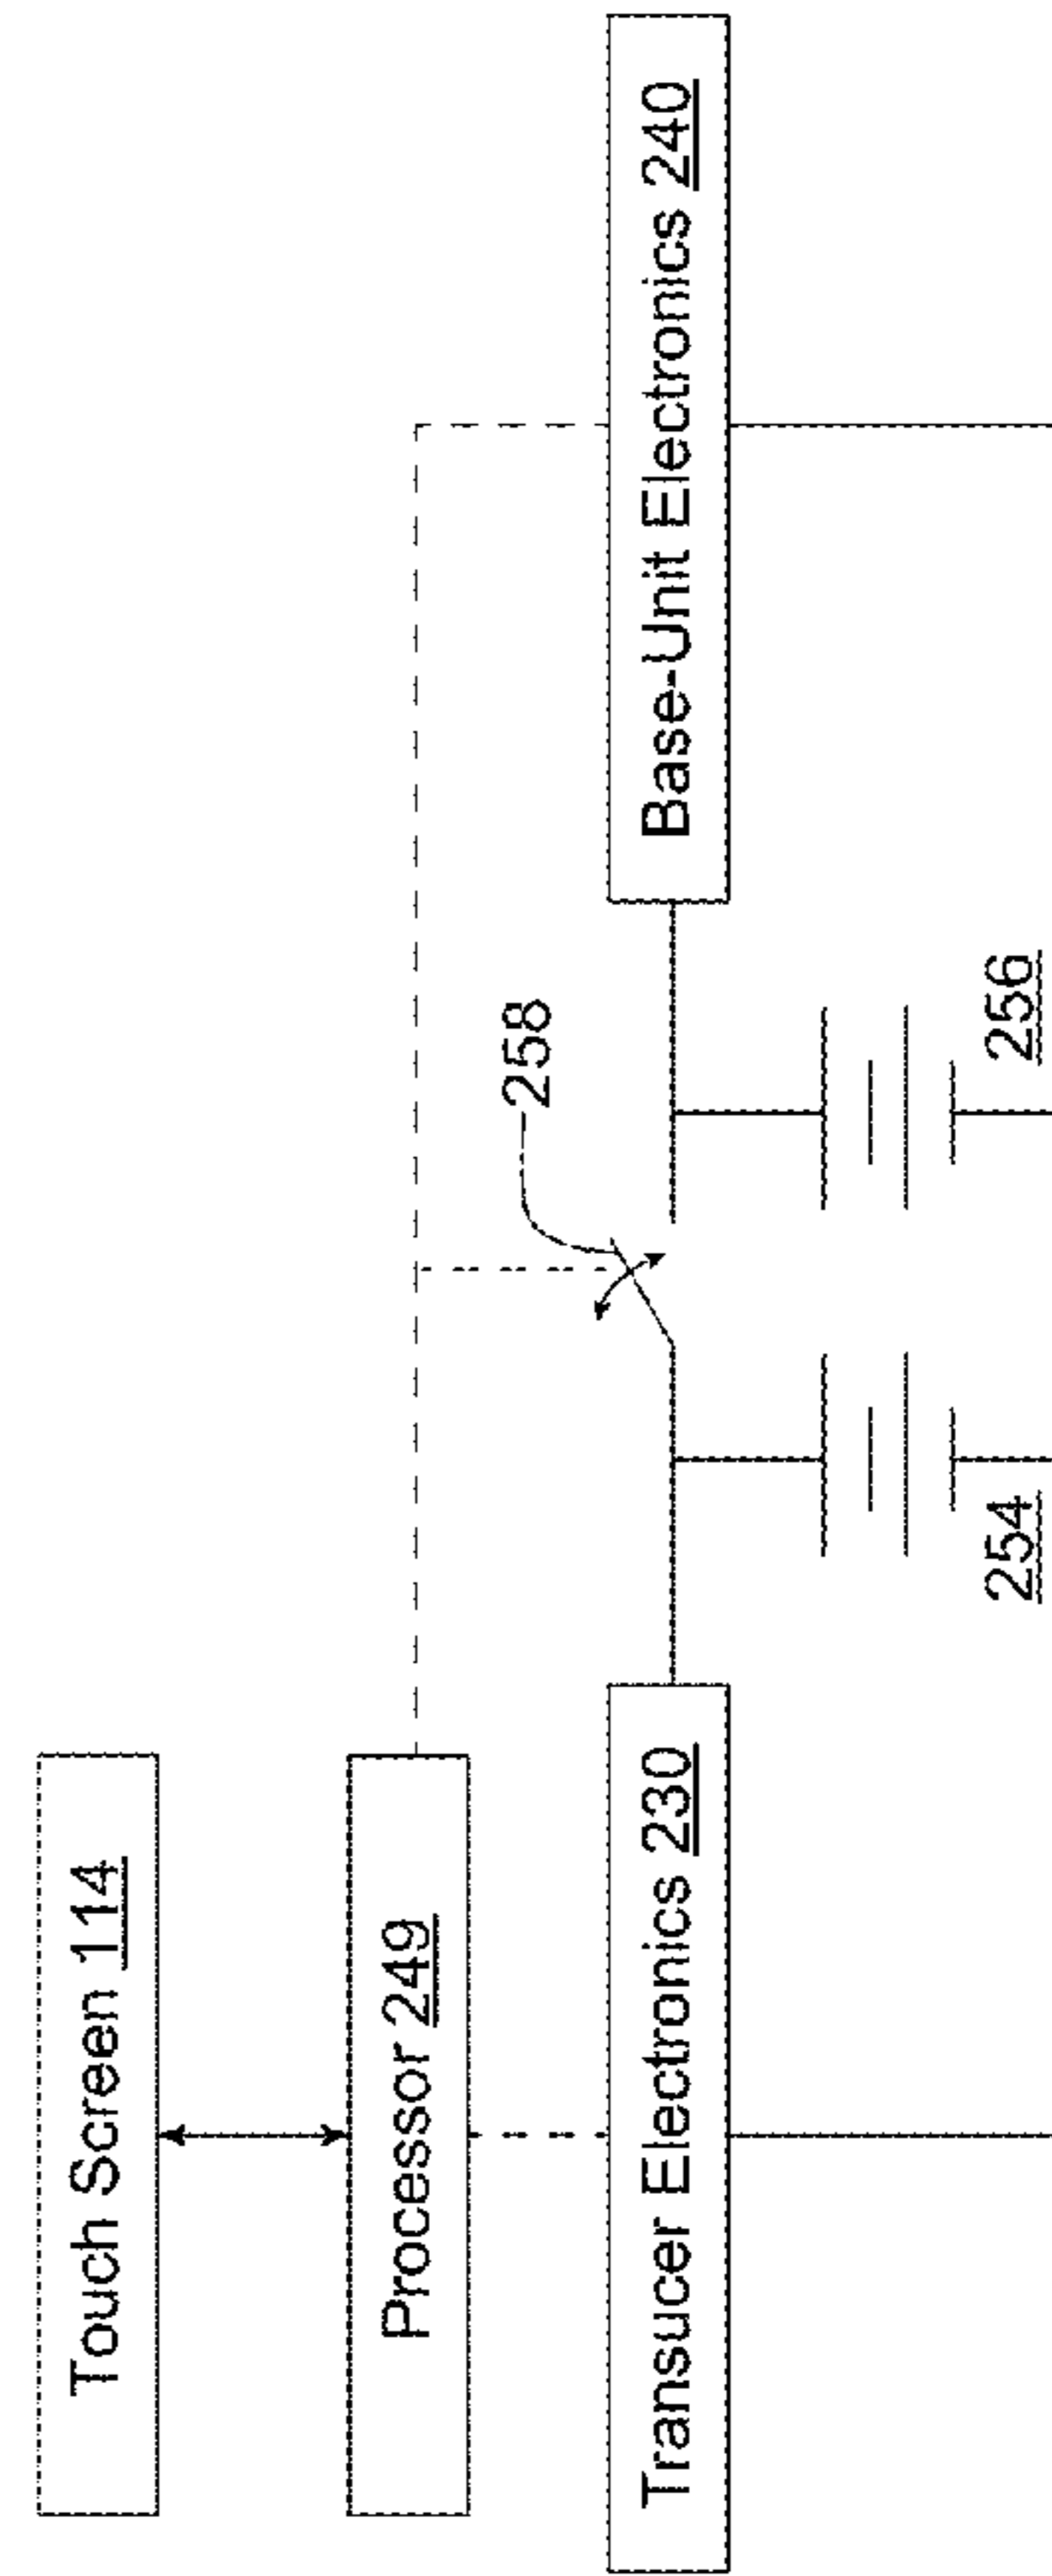 Touch Screen 114
Processor 249
258
Transucer Electronics 230
Base-Unit Electronics 240
254
256